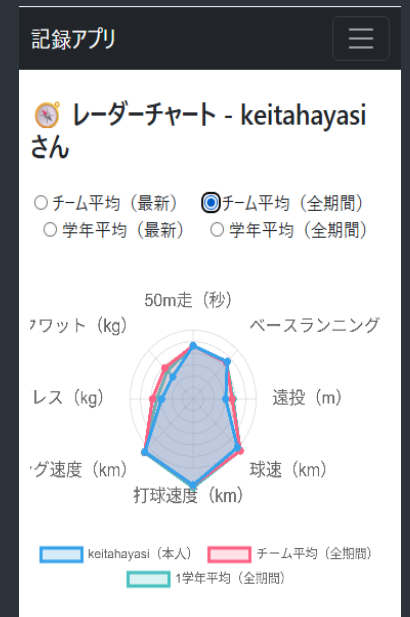 記録アプリ
レーダーチャート - keitahayasi
さん
チーム平均（最新） チーム平均（全期間）
学年平均（最新） 学年平均（全期間）
50m走（秒）
クワット（kg） ベースランニング
レス（kg） 遠投（m）
グ速度（km） 球速（km）
打球速度（km）
keitahayasi（本人） チーム平均（全期間）
1学年平均（全期間）